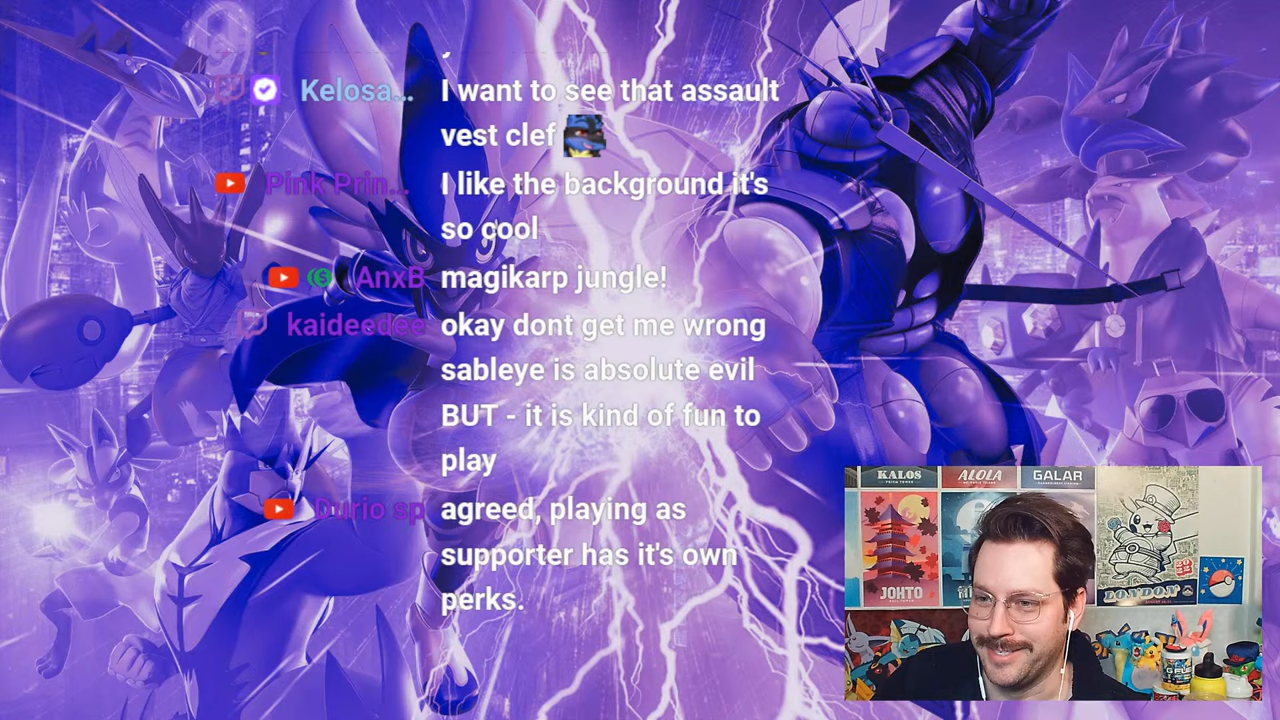 Kelosa... I want to see that assault
vest clef
Pink Prin... I like the background it's
so cool
AnxB magikarp jungle!
kaideedee okay dont get me wrong
sableye is absolute evil
BUT - it is kind of fun to
play
Durio sp agreed, playing as
supporter has it's own
perks.
KALOS ALOLA GALAR
JOHTO
LONDON
G FUEL